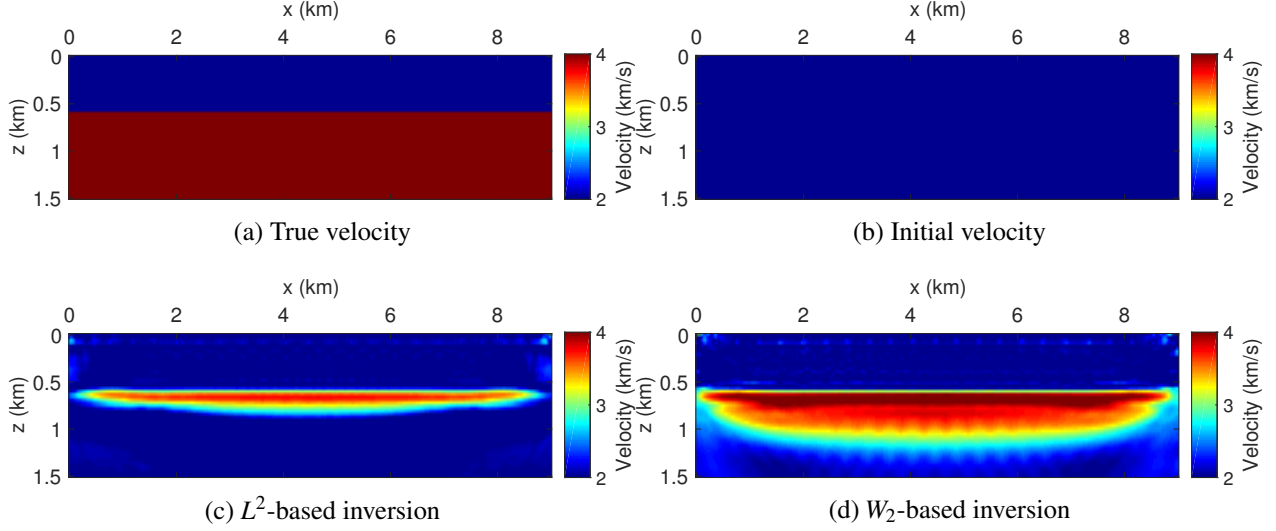 x (km)
0 2 4 6 8
0
0.5
1
1.5
z (km)
4
3
2
Velocity (km/s)
(a) True velocity
x (km)
0 2 4 6 8
0
0.5
1
1.5
z (km)
4
3
2
Velocity (km/s)
(b) Initial velocity
x (km)
0 2 4 6 8
0
0.5
1
1.5
z (km)
4
3
2
Velocity (km/s)
(c) L²-based inversion
x (km)
0 2 4 6 8
0
0.5
1
1.5
z (km)
4
3
2
Velocity (km/s)
(d) W₂-based inversion